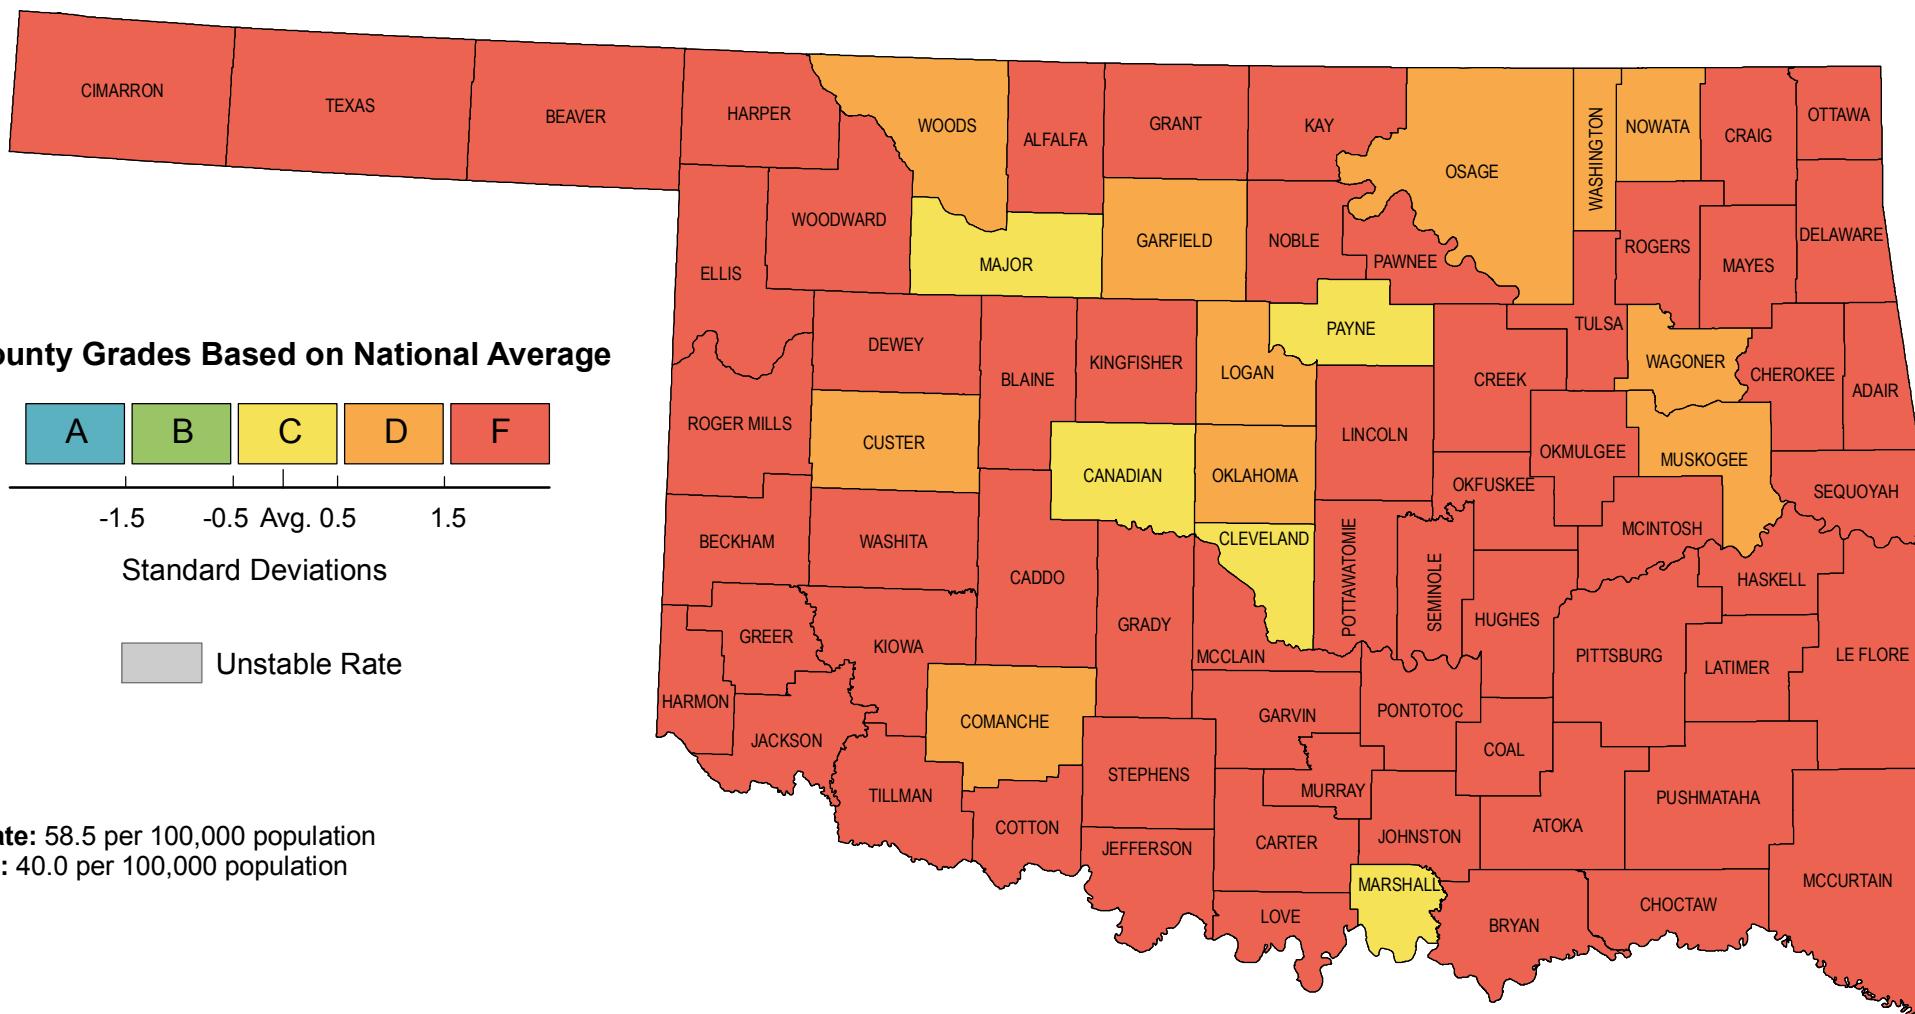 CIMARRON
TEXAS
BEAVER
HARPER
WOODS
ALFALFA
GRANT
KAY
OSAGE
WASHINGTON
NOWATA
CRAIG
OTTAWA
WOODWARD
ELLIS
MAJOR
GARFIELD
NOBLE
PAWNEE
ROGERS
MAYES
DELAWARE
ounty Grades Based on National Average
A B C D F
-1.5 -0.5 Avg. 0.5 1.5
Standard Deviations
Unstable Rate
DEWEY
BLAINE
KINGFISHER
LOGAN
PAYNE
CREEK
TULSA
WAGONER
CHEROKEE
ADAIR
ROGER MILLS
CUSTER
CANADIAN
OKLAHOMA
LINCOLN
OKMULGEE
MUSKOGEE
OKFUSKEE
SEQUOYAH
BECKHAM
WASHITA
CADDO
CLEVELAND
POTTAWATOMIE
SEMINOLE
MCINTOSH
HASKELL
GREER
KIOWA
GRADY
MCCLAIN
HUGHES
PITTSBURG
LATIMER
LE FLORE
HARMON
JACKSON
COMANCHE
GARVIN
PONTOTOC
COAL
TILLMAN
STEPHENS
MURRAY
PUSHMATAHA
COTTON
JEFFERSON
CARTER
JOHNSTON
ATOKA
MARSHALL
LOVE
BRYAN
CHOCTAW
MCCURTAIN
ate: 58.5 per 100,000 population
: 40.0 per 100,000 population